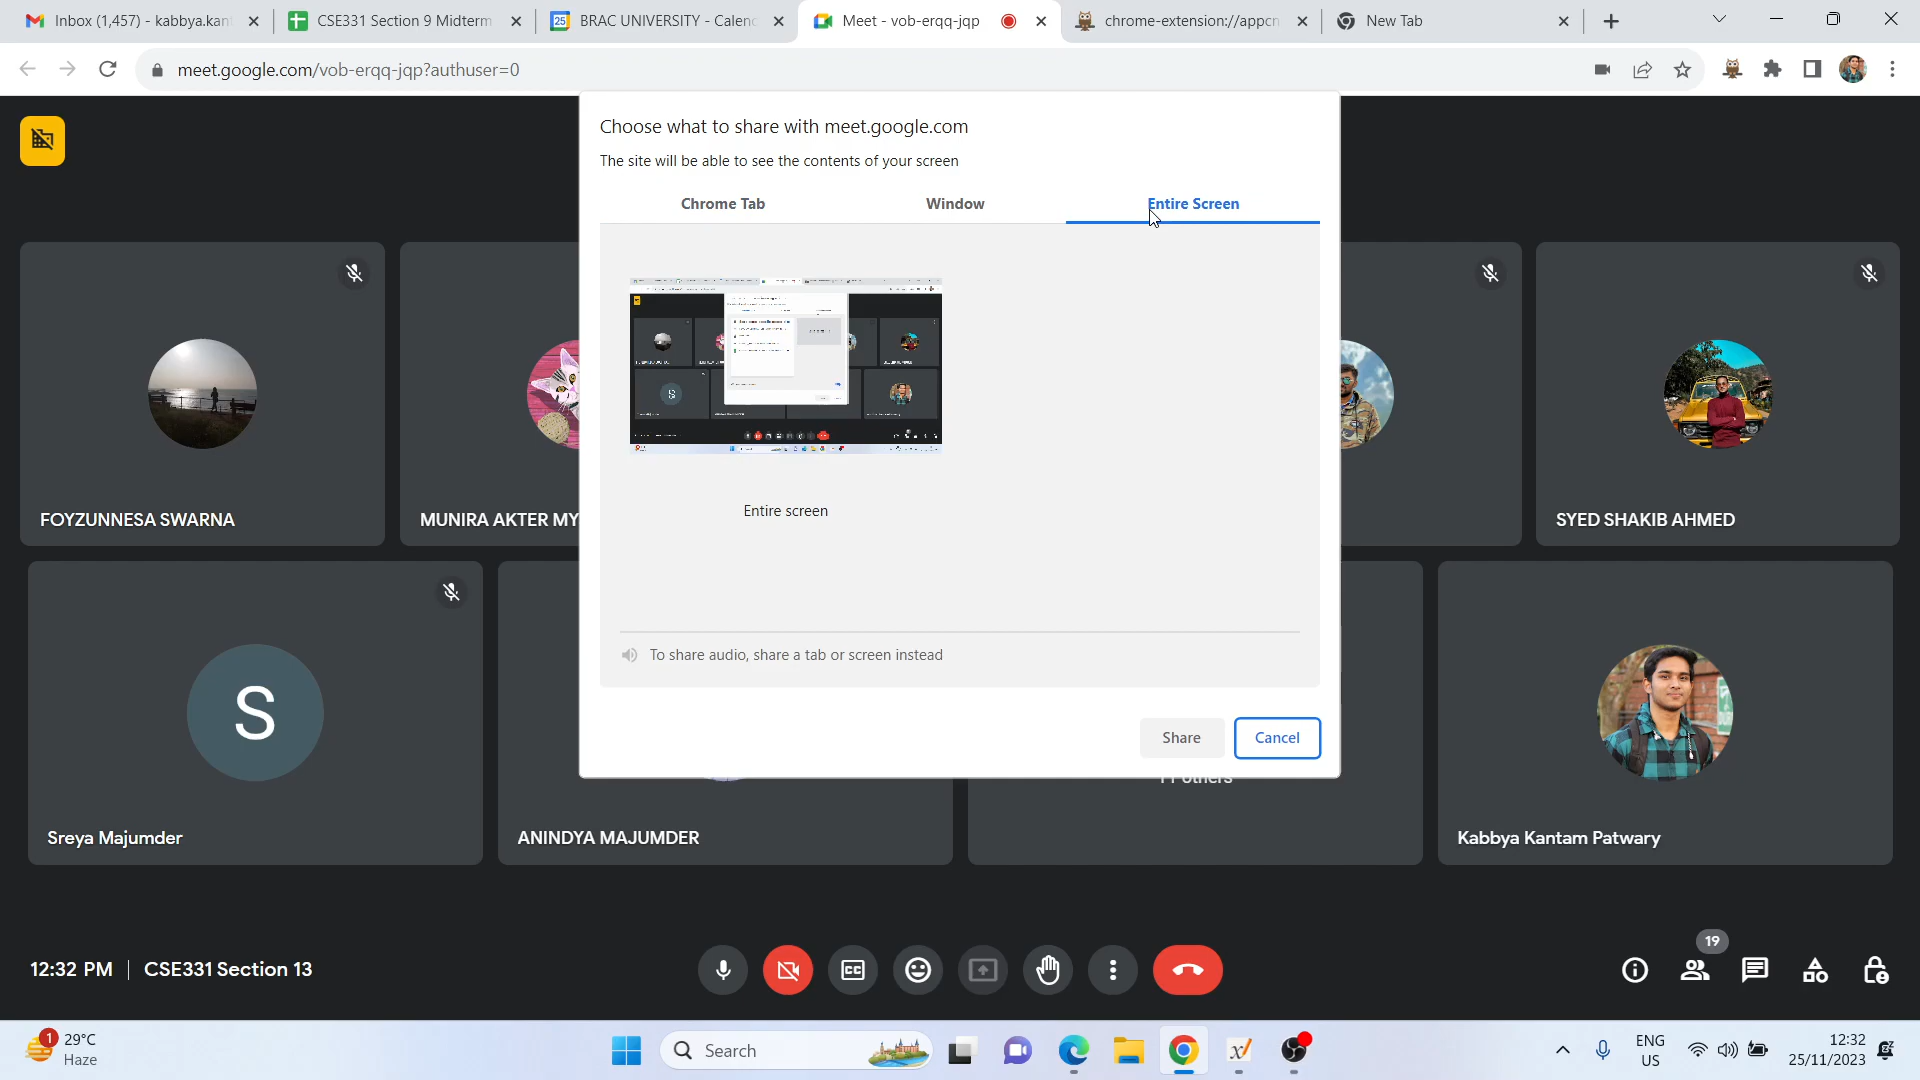 Inbox (1,457) - kabbya.kan
CSE331 Section 9 Midterm
25
BRAC UNIVERSITY - Calenc
Meet - vob-erqq-jqp
chrome-extension://appcn
New Tab
meet.google.com/vob-erqq-jqp?authuser=0
Choose what to share with meet.google.com
The site will be able to see the contents of your screen
Chrome Tab
Window
Entire Screen
Entire screen
To share audio, share a tab or screen instead
Share
Cancel
FOYZUNNESA SWARNA
MUNIRA AKTER MY
SYED SHAKIB AHMED
S
Sreya Majumder
ANINDYA MAJUMDER
Kabbya Kantam Patwary
12:32 PM | CSE331 Section 13
CC
19
1
29°C
Haze
Search
ENG
US
12:32
25/11/2023